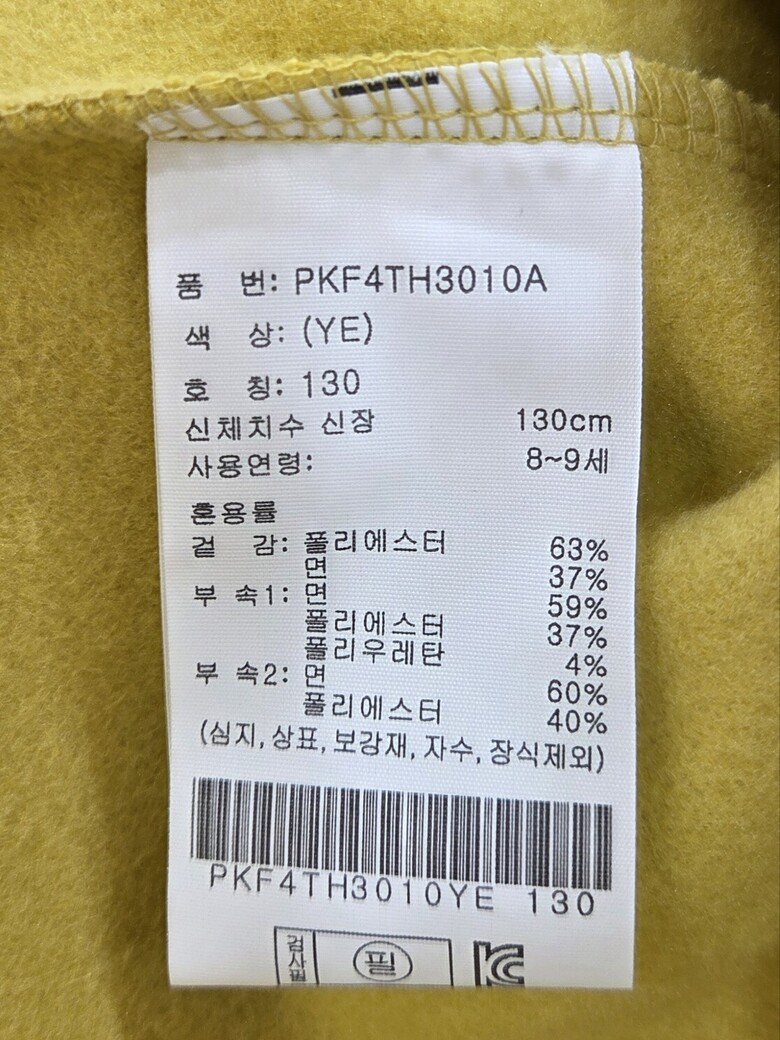 품 번: PKF4TH3010A
색 상: (YE)
호 칭: 130
신체치수 신장 130cm
사용연령: 8~9세
혼용률
겉 감: 폴리에스터 63%
면 37%
부 속1: 면 59%
폴리에스터 37%
폴리우레탄 4%
부 속2: 면 60%
폴리에스터 40%
(심지, 상표, 보강재, 자수, 장식제외)
PKF4TH3010YE 130
검사필 필